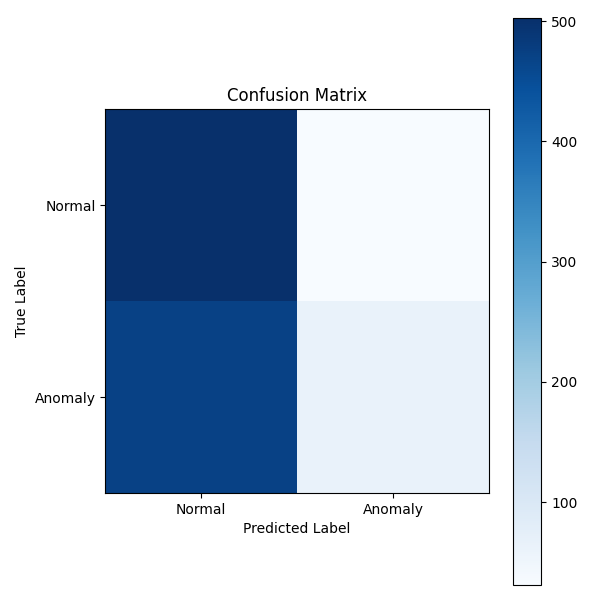 Confusion Matrix
True Label
Normal
Anomaly
Normal Anomaly
Predicted Label
500
400
300
200
100